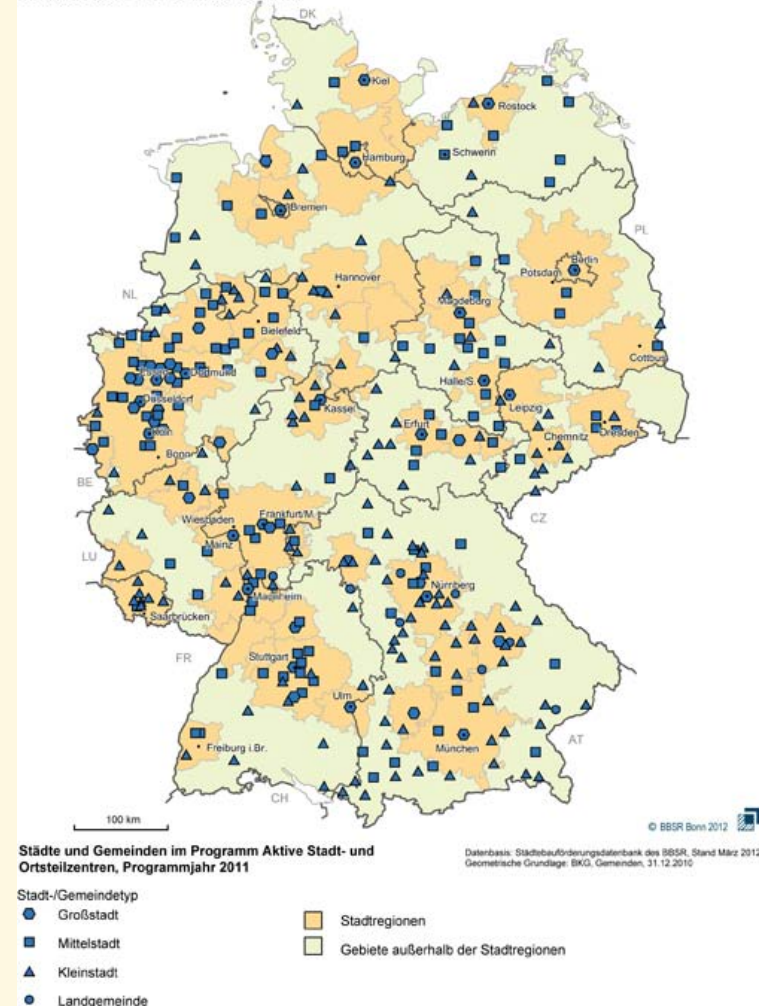 DK
Kiel
Rostock
Hamburg
Schwerin
Bremen
PL
Berlin
Potsdam
NL
Hannover
Magdeburg
Bielefeld
Cottbus
Essen
Dortmund
Halle/S.
Düsseldorf
Leipzig
Kassel
Erfurt
Dresden
Köln
Chemnitz
Bonn
BE
CZ
Wiesbaden
Frankfurt/M.
Mainz
LU
Nürnberg
Mannheim
Saarbrücken
FR
Stuttgart
Ulm
AT
München
Freiburg i.Br.
CH
100 km
© BBSR Bonn 2012
Städte und Gemeinden im Programm Aktive Stadt- und
Ortsteilzentren, Programmjahr 2011
Datenbasis: Städtebauförderungsdatenbank des BBSR, Stand März 2012
Geometrische Grundlage: BKG, Gemeinden, 31.12.2010
Stadt-/Gemeindetyp
Großstadt
Mittelstadt
Kleinstadt
Landgemeinde
Stadtregionen
Gebiete außerhalb der Stadtregionen